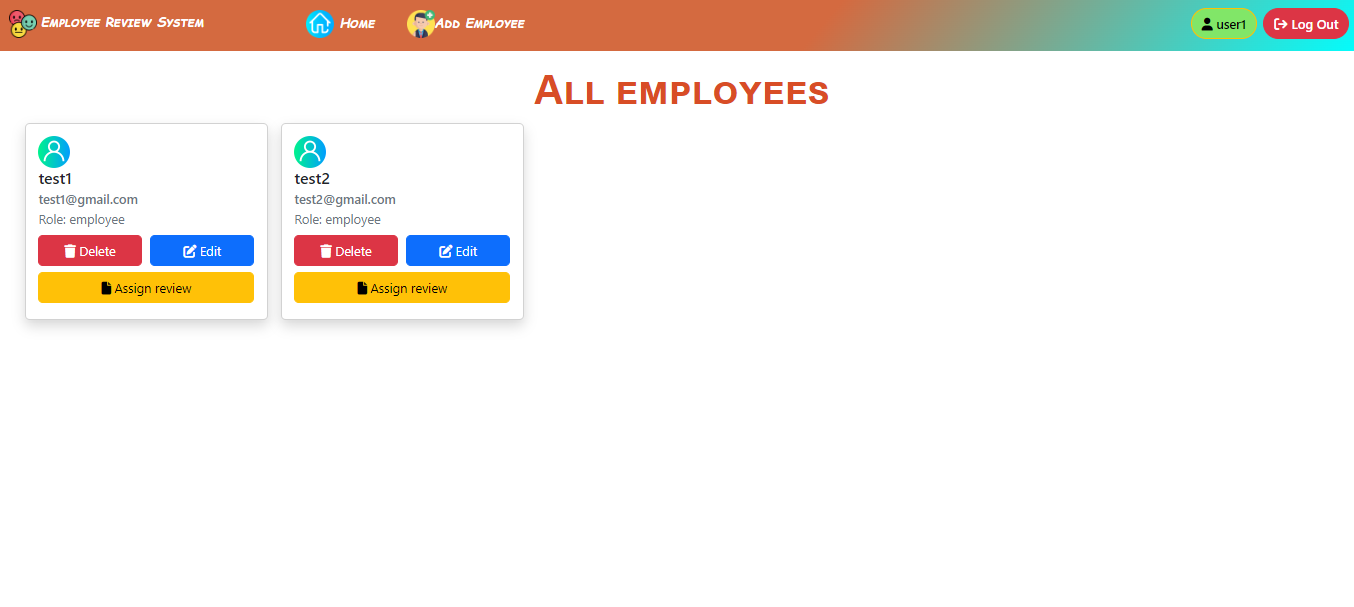 Employee Review System
Home
Add Employee
user1
Log Out
All employees
test1
test1@gmail.com
Role: employee
Delete
Edit
Assign review
test2
test2@gmail.com
Role: employee
Delete
Edit
Assign review